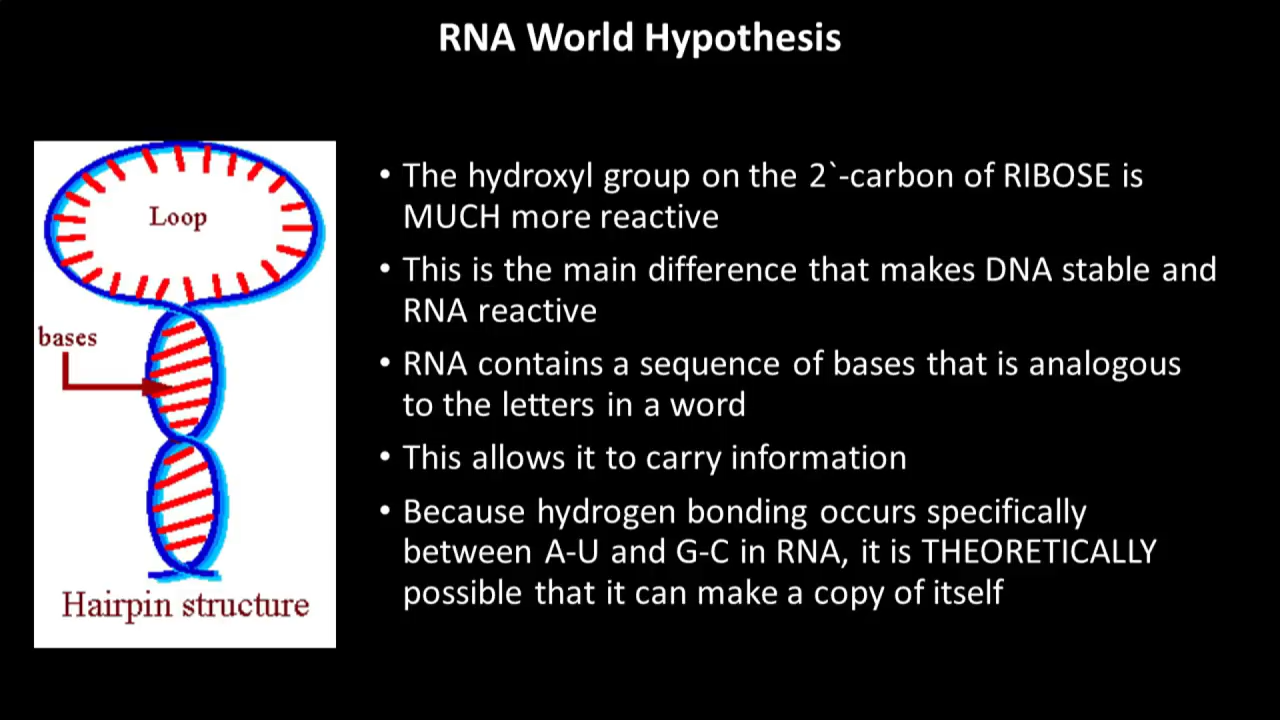 RNA World Hypothesis
Loop
bases
Hairpin structure
• The hydroxyl group on the 2`-carbon of RIBOSE is
MUCH more reactive
• This is the main difference that makes DNA stable and
RNA reactive
• RNA contains a sequence of bases that is analogous
to the letters in a word
• This allows it to carry information
• Because hydrogen bonding occurs specifically
between A-U and G-C in RNA, it is THEORETICALLY
possible that it can make a copy of itself